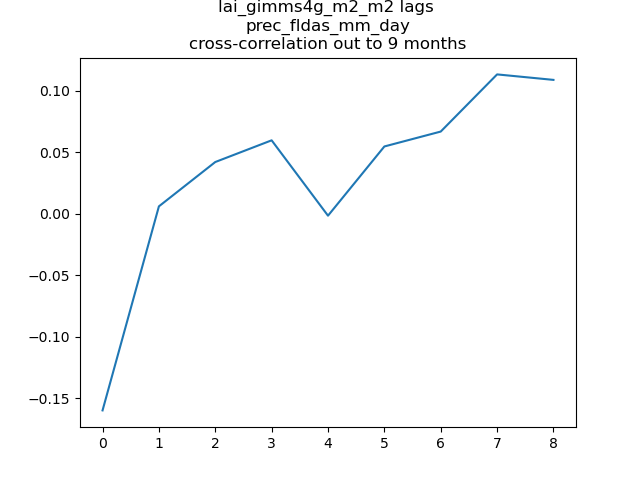 lai_gimms4g_m2_m2 lags
prec_fldas_mm_day
cross-correlation out to 9 months
0.10
0.05
0.00
−0.05
−0.10
−0.15
0 1 2 3 4 5 6 7 8